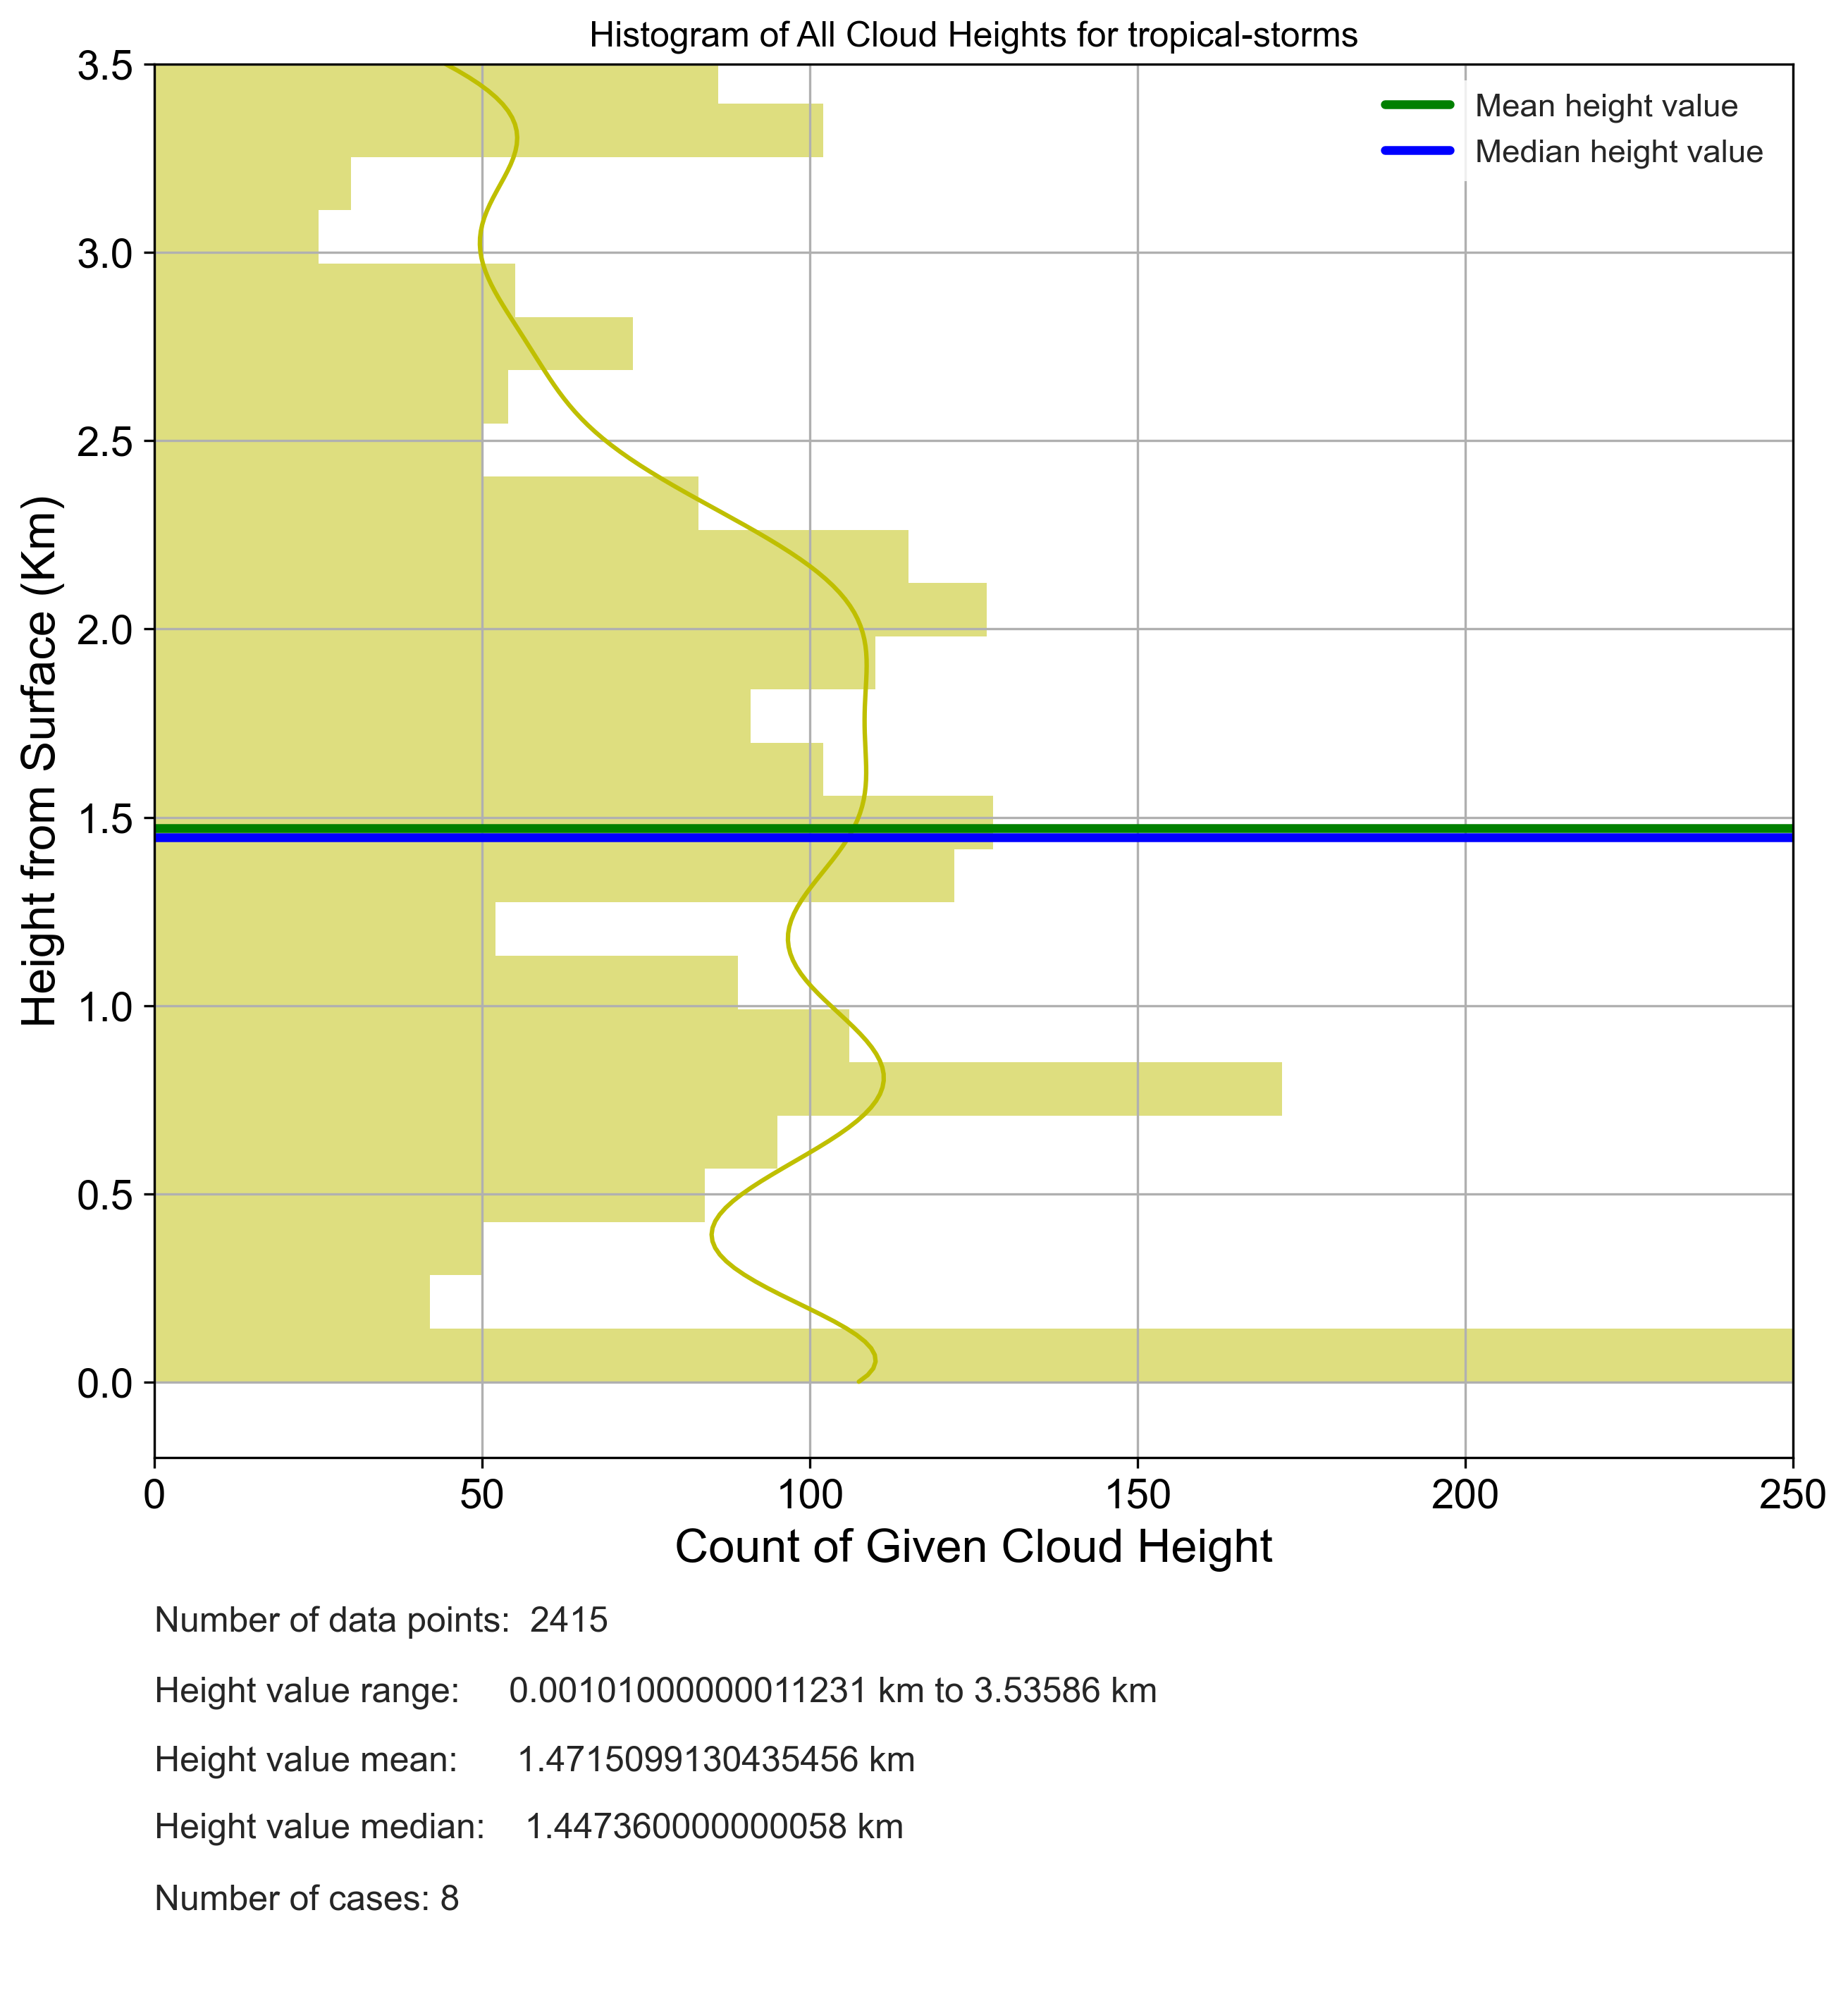 Histogram of All Cloud Heights for tropical-storms
3.5
3.0
2.5
2.0
1.5
1.0
0.5
0.0
Height from Surface (Km)
Mean height value
Median height value
0 50 100 150 200 250
Count of Given Cloud Height
Number of data points: 2415
Height value range: 0.00101000000011231 km to 3.53586 km
Height value mean: 1.4715099130435456 km
Height value median: 1.447360000000058 km
Number of cases: 8